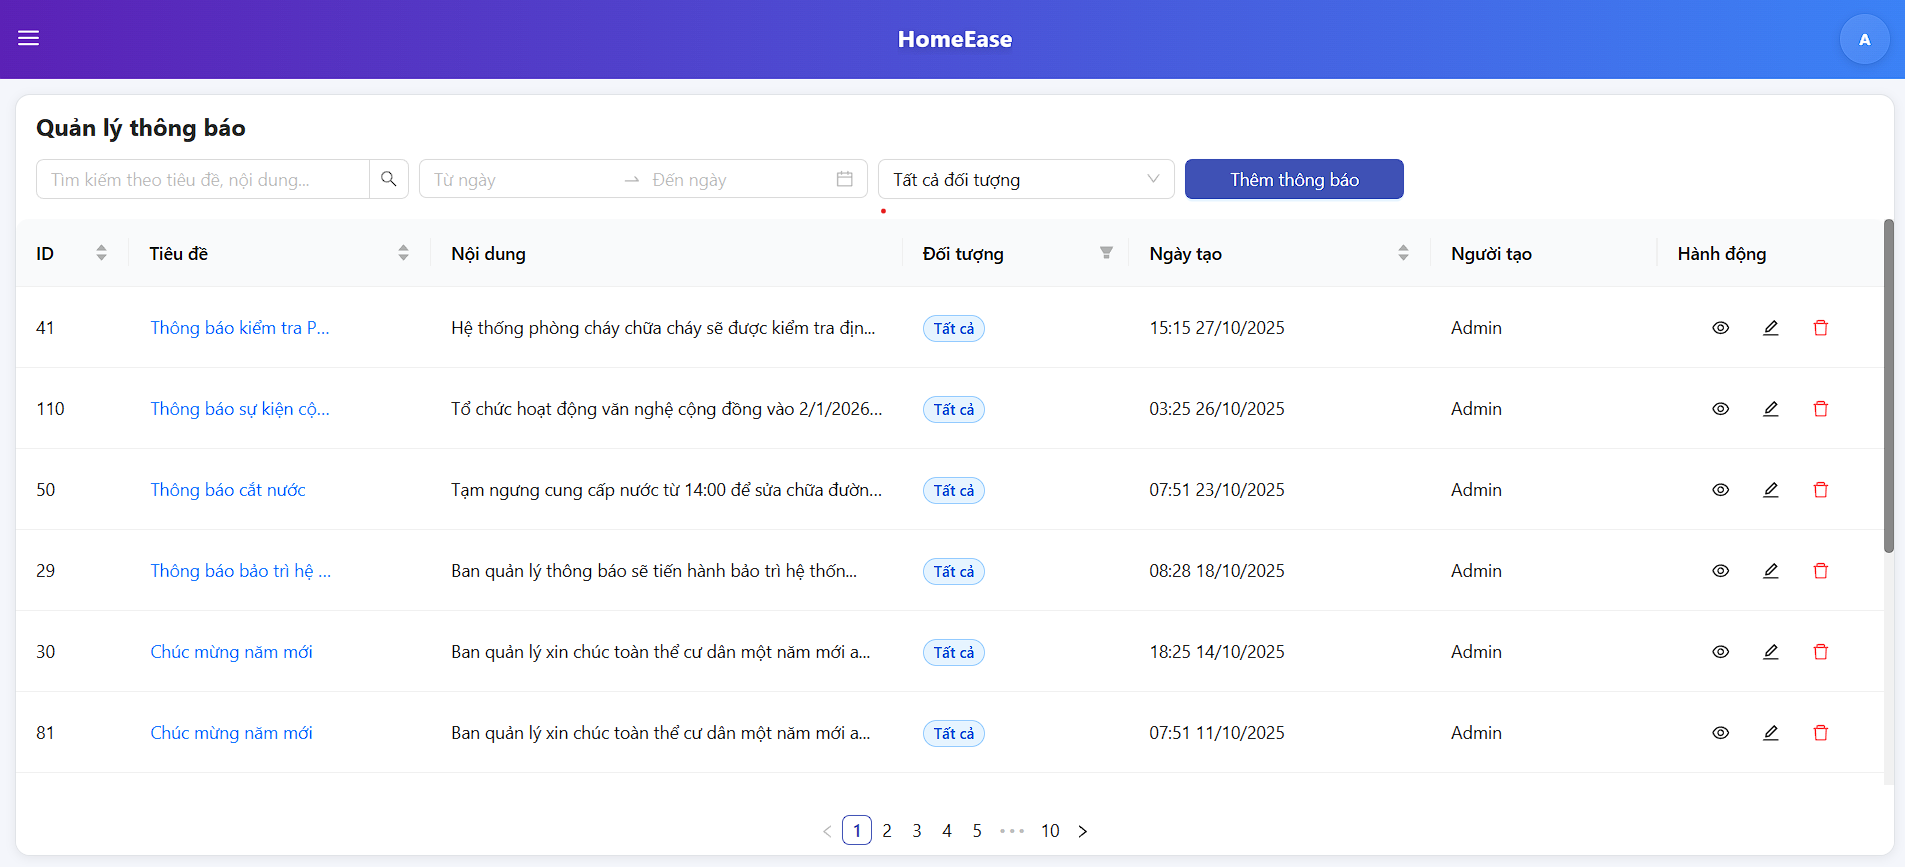 HomeEase
A
Quản lý thông báo
Tìm kiếm theo tiêu đề, nội dung...
Từ ngày
Đến ngày
Tất cả đối tượng
Thêm thông báo
ID Tiêu đề Nội dung Đối tượng Ngày tạo Người tạo Hành động
41 Thông báo kiểm tra P... Hệ thống phòng cháy chữa cháy sẽ được kiểm tra địn... Tất cả 15:15 27/10/2025 Admin
110 Thông báo sự kiện cộ... Tổ chức hoạt động văn nghệ cộng đồng vào 2/1/2026... Tất cả 03:25 26/10/2025 Admin
50 Thông báo cắt nước Tạm ngưng cung cấp nước từ 14:00 để sửa chữa đườn... Tất cả 07:51 23/10/2025 Admin
29 Thông báo bảo trì hệ ... Ban quản lý thông báo sẽ tiến hành bảo trì hệ thốn... Tất cả 08:28 18/10/2025 Admin
30 Chúc mừng năm mới Ban quản lý xin chúc toàn thể cư dân một năm mới a... Tất cả 18:25 14/10/2025 Admin
81 Chúc mừng năm mới Ban quản lý xin chúc toàn thể cư dân một năm mới a... Tất cả 07:51 11/10/2025 Admin
1 2 3 4 5 ••• 10